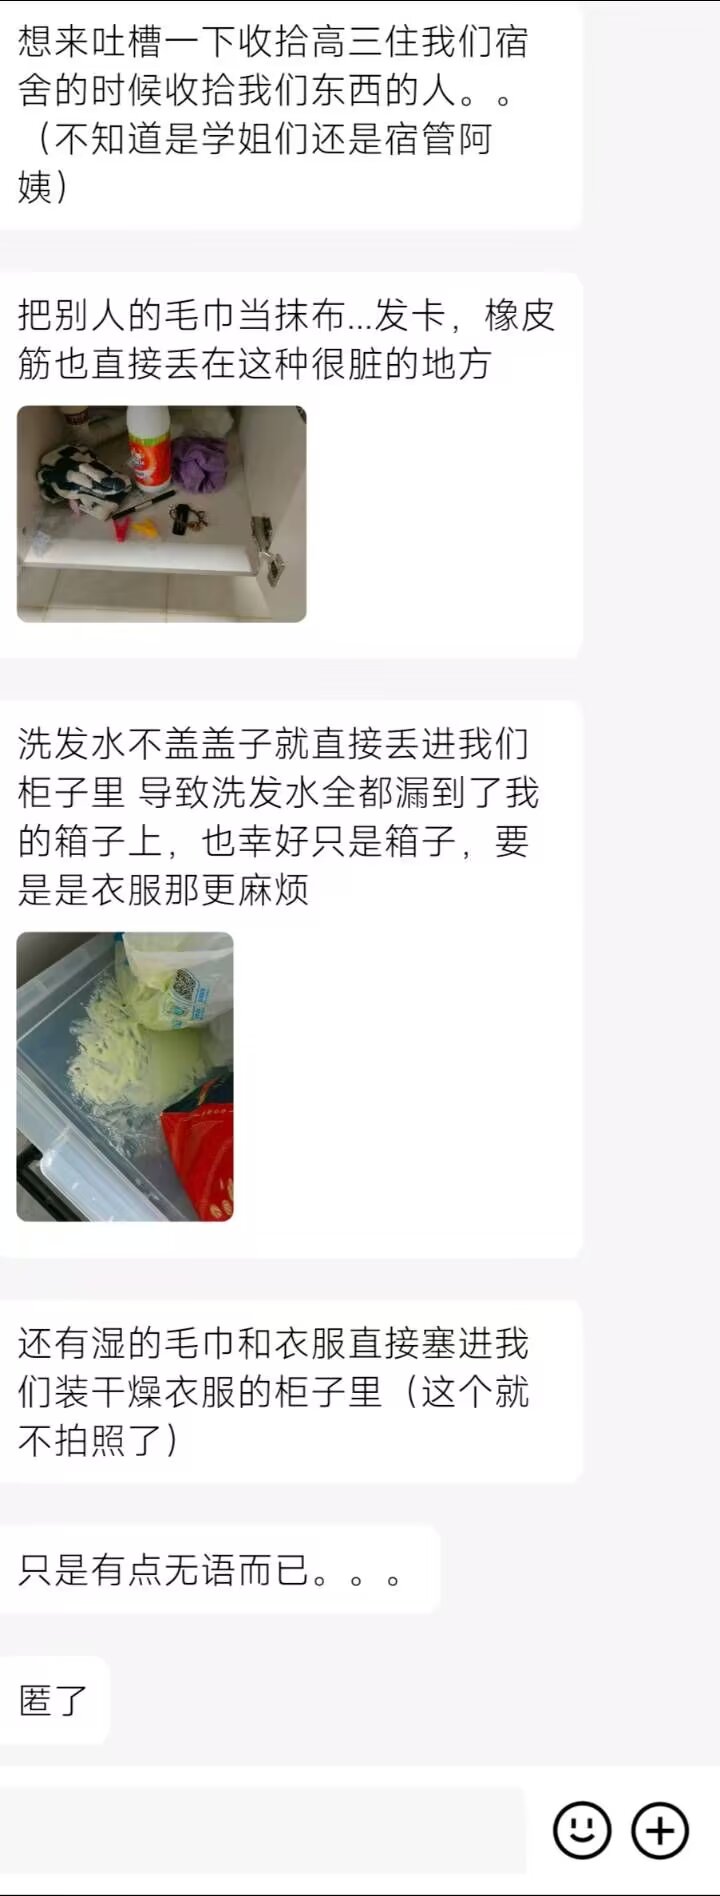 想来吐槽一下收拾高三住我们宿
舍的时候收拾我们东西的人。。
（不知道是学姐们还是宿管阿
姨）
把别人的毛巾当抹布...发卡，橡皮
筋也直接丢在这种很脏的地方
洗发水不盖盖子就直接丢进我们
柜子里 导致洗发水全都漏到了我
的箱子上，也幸好只是箱子，要
是是衣服那更麻烦
还有湿的毛巾和衣服直接塞进我
们装干燥衣服的柜子里（这个就
不拍照了）
只是有点无语而已。。。
匿了